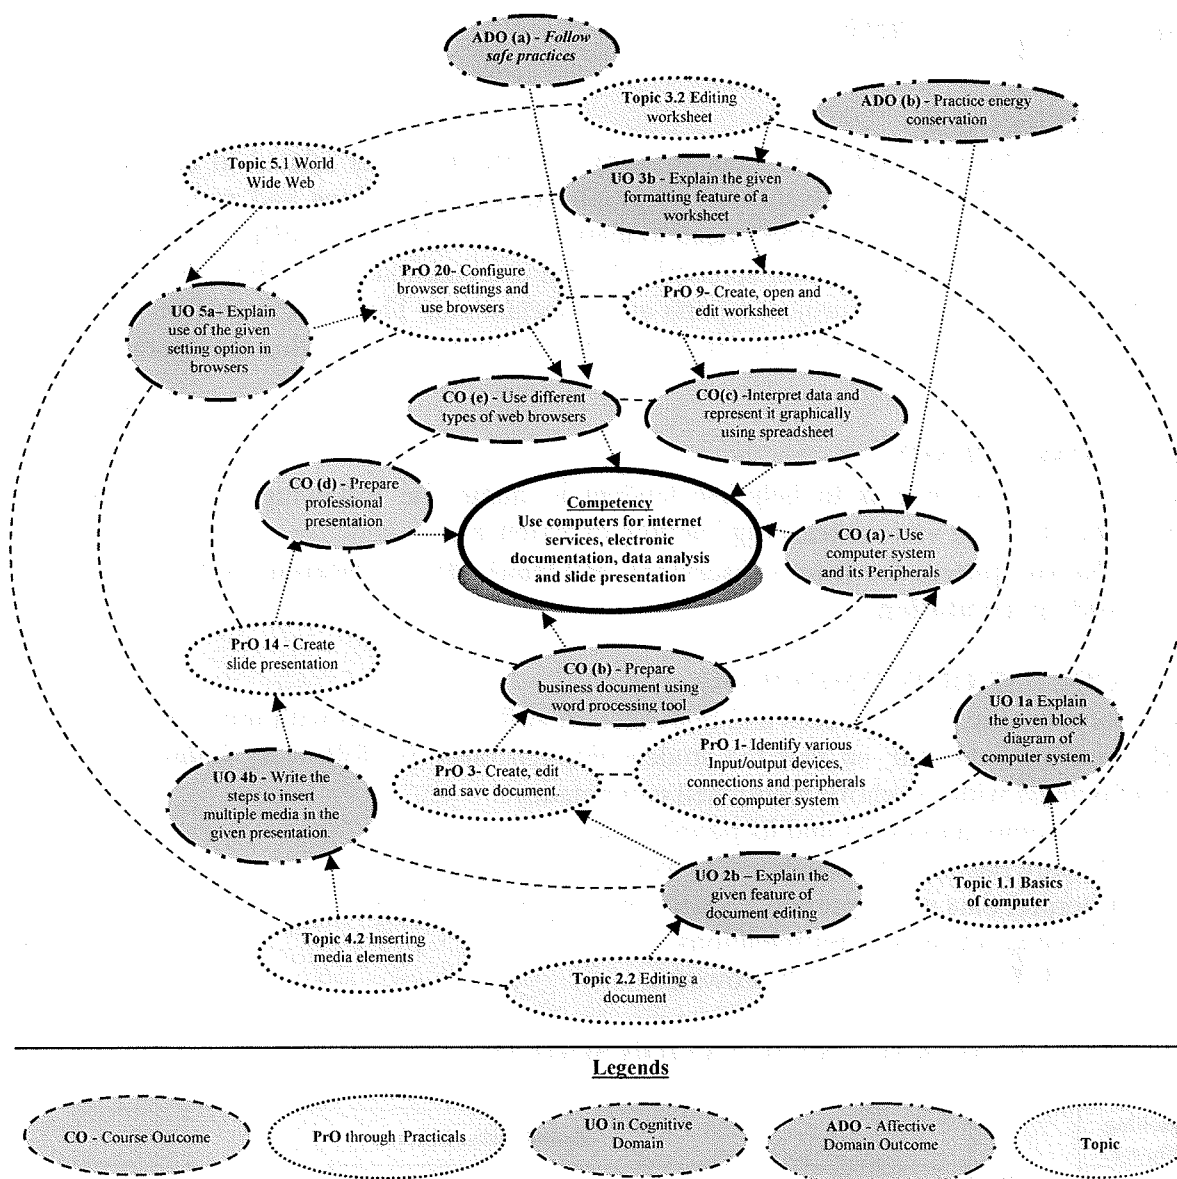 ADO (a) - Follow
safe practices
Topic 3.2 Editing
worksheet
ADO (b) - Practice energy
conservation
Topic 5.1 World
Wide Web
UO 3b - Explain the given
formatting feature of a
worksheet
PrO 20- Configure
browser settings and
use browsers
PrO 9- Create, open and
edit worksheet
UO 5a– Explain
use of the given
setting option in
browsers
CO (e) - Use different
types of web browsers
CO(c) -Interpret data and
represent it graphically
using spreadsheet
CO (d) - Prepare
professional
presentation
Competency
Use computers for internet
services, electronic
documentation, data analysis
and slide presentation
CO (a) - Use
computer system
and its Peripherals
PrO 14 - Create
slide presentation
CO (b) - Prepare
business document using
word processing tool
UO 1a Explain
the given block
diagram of
computer system.
PrO 1- Identify various
Input/output devices,
connections and peripherals
of computer system
PrO 3- Create, edit
and save document.
UO 4b - Write the
steps to insert
multiple media in the
given presentation.
UO 2b – Explain the
given feature of
document editing
Topic 1.1 Basics
of computer
Topic 4.2 Inserting
media elements
Topic 2.2 Editing a
document
Legends
CO - Course Outcome
PrO through Practicals
UO in Cognitive
Domain
ADO - Affective
Domain Outcome
Topic